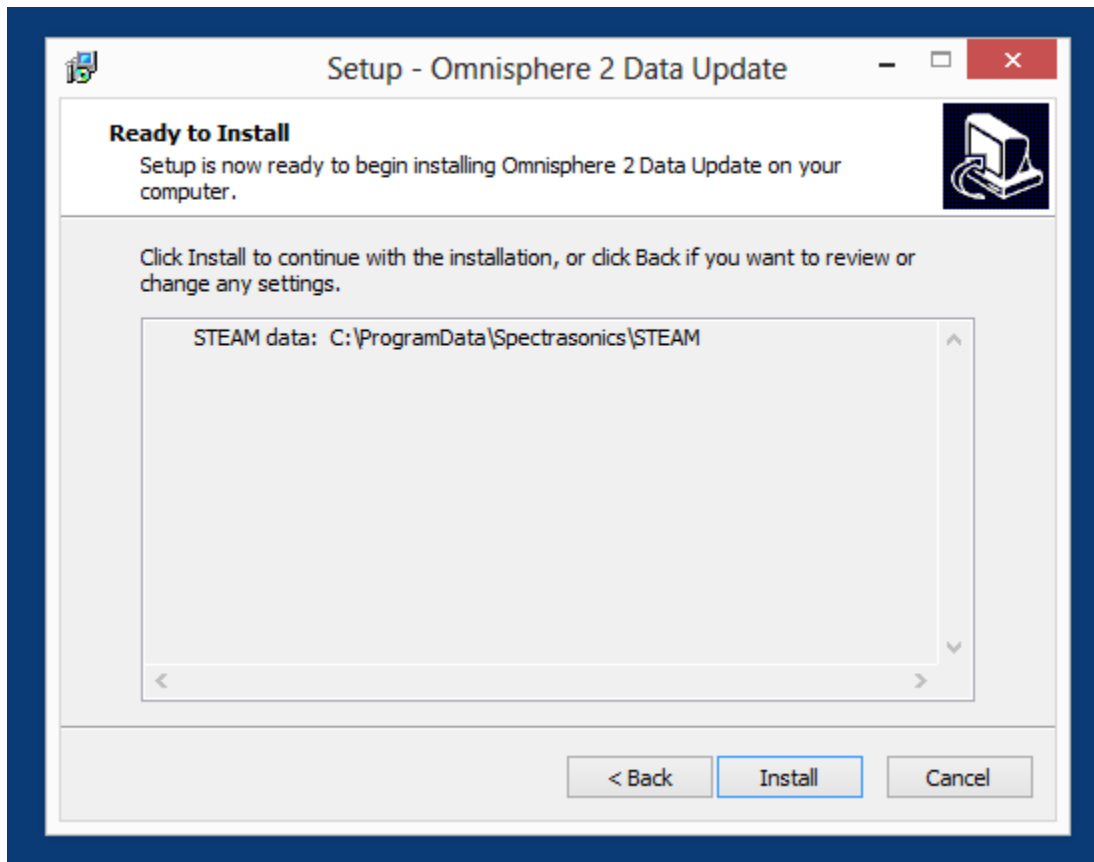 Setup - Omnisphere 2 Data Update
Ready to Install
Setup is now ready to begin installing Omnisphere 2 Data Update on your
computer.
Click Install to continue with the installation, or click Back if you want to review or
change any settings.
STEAM data: C:\ProgramData\Spectrasonics\STEAM
< Back
Install
Cancel